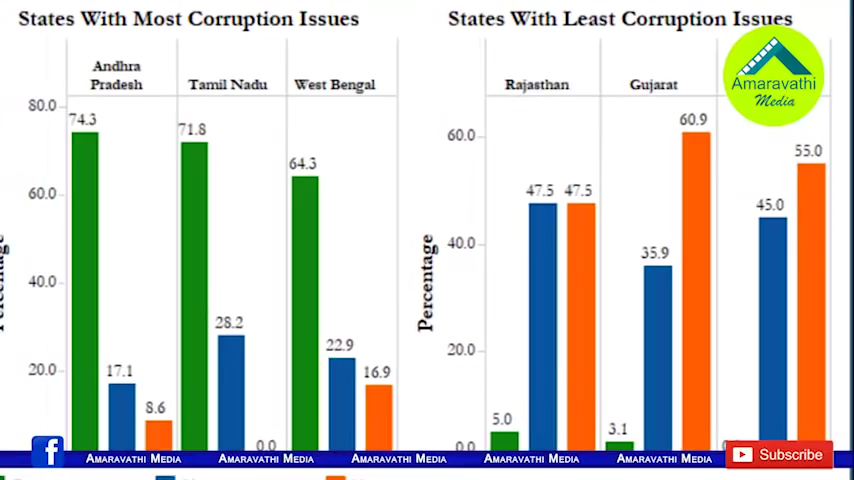 States With Most Corruption Issues
States With Least Corruption Issues
Andhra
Pradesh
Tamil Nadu
West Bengal
Rajasthan
Gujarat
Amaravathi
Media
80.0
60.0
40.0
20.0
74.3
17.1
8.6
71.8
28.2
0.0
64.3
22.9
16.9
Percentage
60.0
40.0
20.0
0.0
5.0
47.5
47.5
3.1
35.9
60.9
45.0
55.0
f
AMARAVATHI MEDIA
AMARAVATHI MEDIA
AMARAVATHI MEDIA
AMARAVATHI MEDIA
AMARAVATHI MEDIA
Subscribe